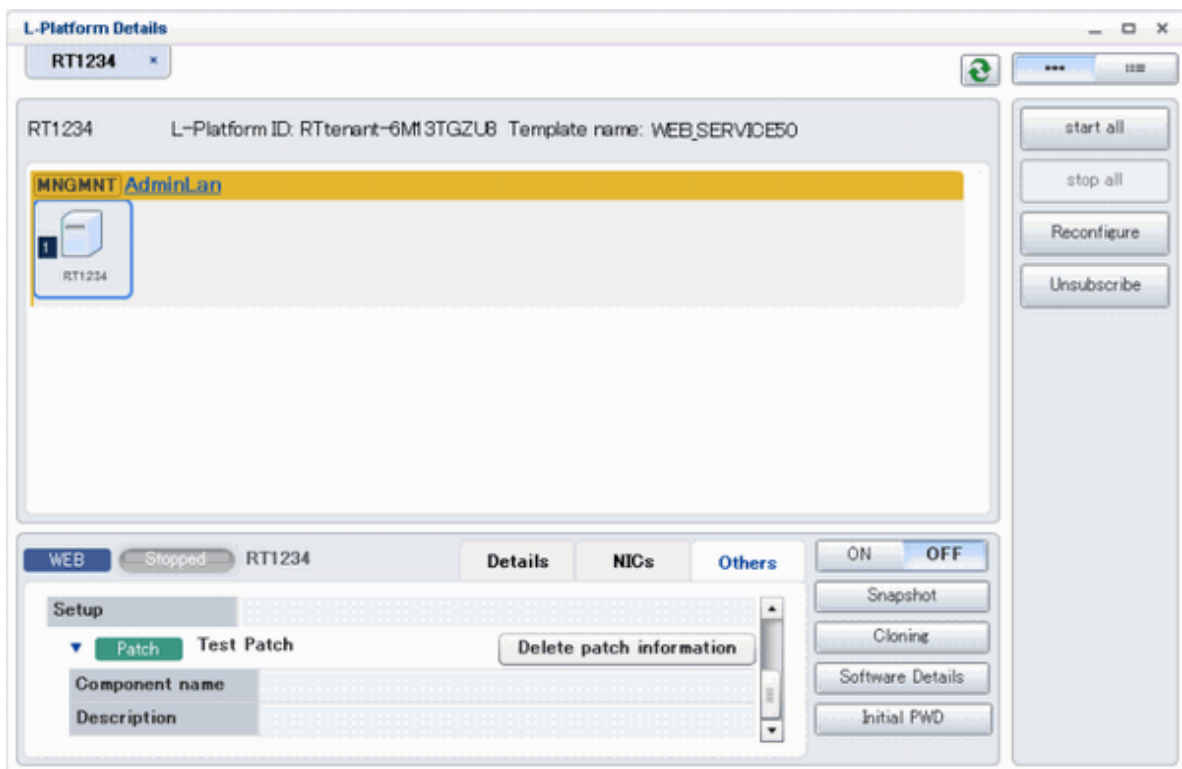 L-Platform Details
RT1234 ×
RT1234 L-Platform ID: RTtenant-6M13TGZU8 Template name: WEB_SERVICE50
MNGMNT AdminLan
1
RT1234
start all
stop all
Reconfigure
Unsubscribe
WEB Stopped RT1234 Details NICs Others
Setup
Patch Test Patch Delete patch information
Component name
Description
ON OFF
Snapshot
Cloning
Software Details
Initial PWD